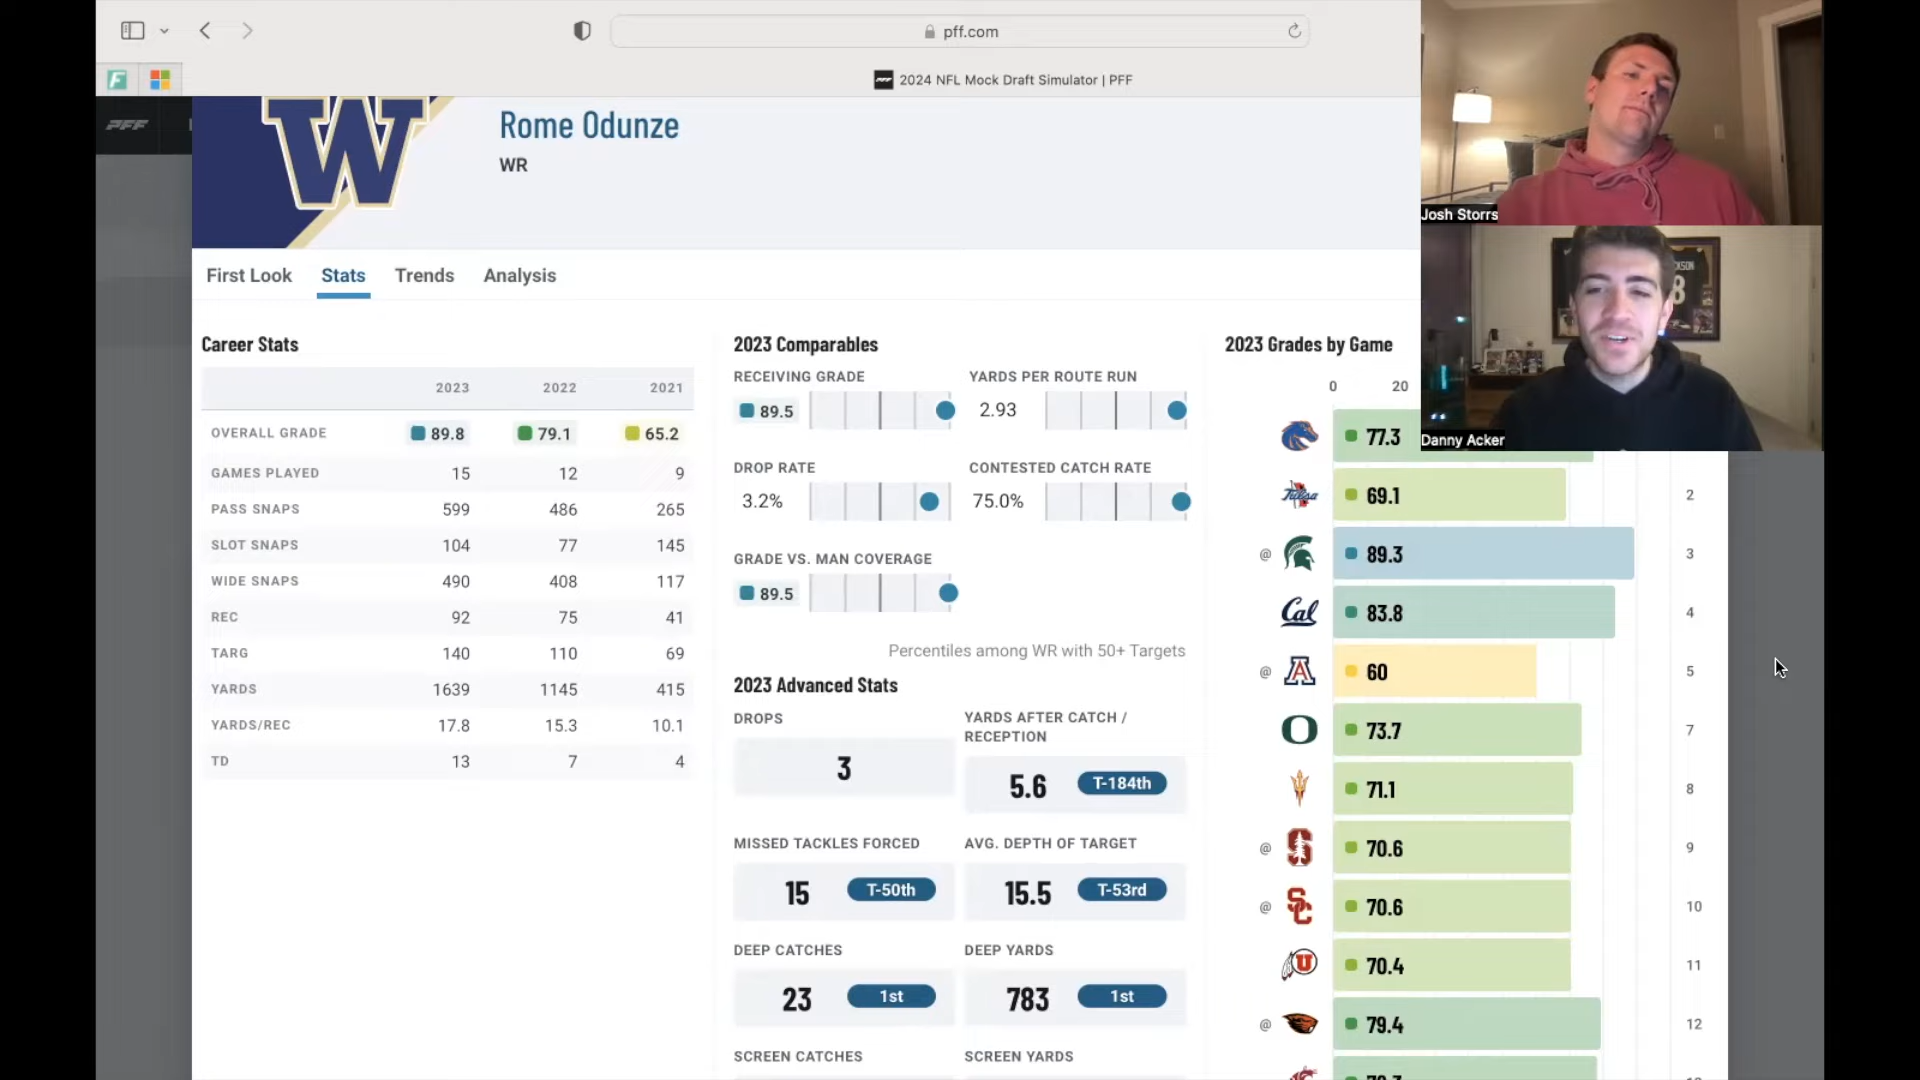 pff.com
2024 NFL Mock Draft Simulator | PFF
PFF
W
Rome Odunze
WR
First Look Stats Trends Analysis
Career Stats
2023 2022 2021
OVERALL GRADE 89.8 79.1 65.2
GAMES PLAYED 15 12 9
PASS SNAPS 599 486 265
SLOT SNAPS 104 77 145
WIDE SNAPS 490 408 117
REC 92 75 41
TARG 140 110 69
YARDS 1639 1145 415
YARDS/REC 17.8 15.3 10.1
TD 13 7 4
2023 Comparables
RECEIVING GRADE
89.5
YARDS PER ROUTE RUN
2.93
DROP RATE
3.2%
CONTESTED CATCH RATE
75.0%
GRADE VS. MAN COVERAGE
89.5
Percentiles among WR with 50+ Targets
2023 Advanced Stats
DROPS
3
YARDS AFTER CATCH /
RECEPTION
5.6 T-184th
MISSED TACKLES FORCED
15 T-50th
AVG. DEPTH OF TARGET
15.5 T-53rd
DEEP CATCHES
23 1st
DEEP YARDS
783 1st
SCREEN CATCHES
SCREEN YARDS
2023 Grades by Game
0 20
77.3
Tulsa 69.1 2
@ 89.3 3
Cal 83.8 4
@ A 60 5
O 73.7 7
71.1 8
@ S 70.6 9
@ SC 70.6 10
U 70.4 11
@ 79.4 12
Josh Storrs
Danny Acker
8